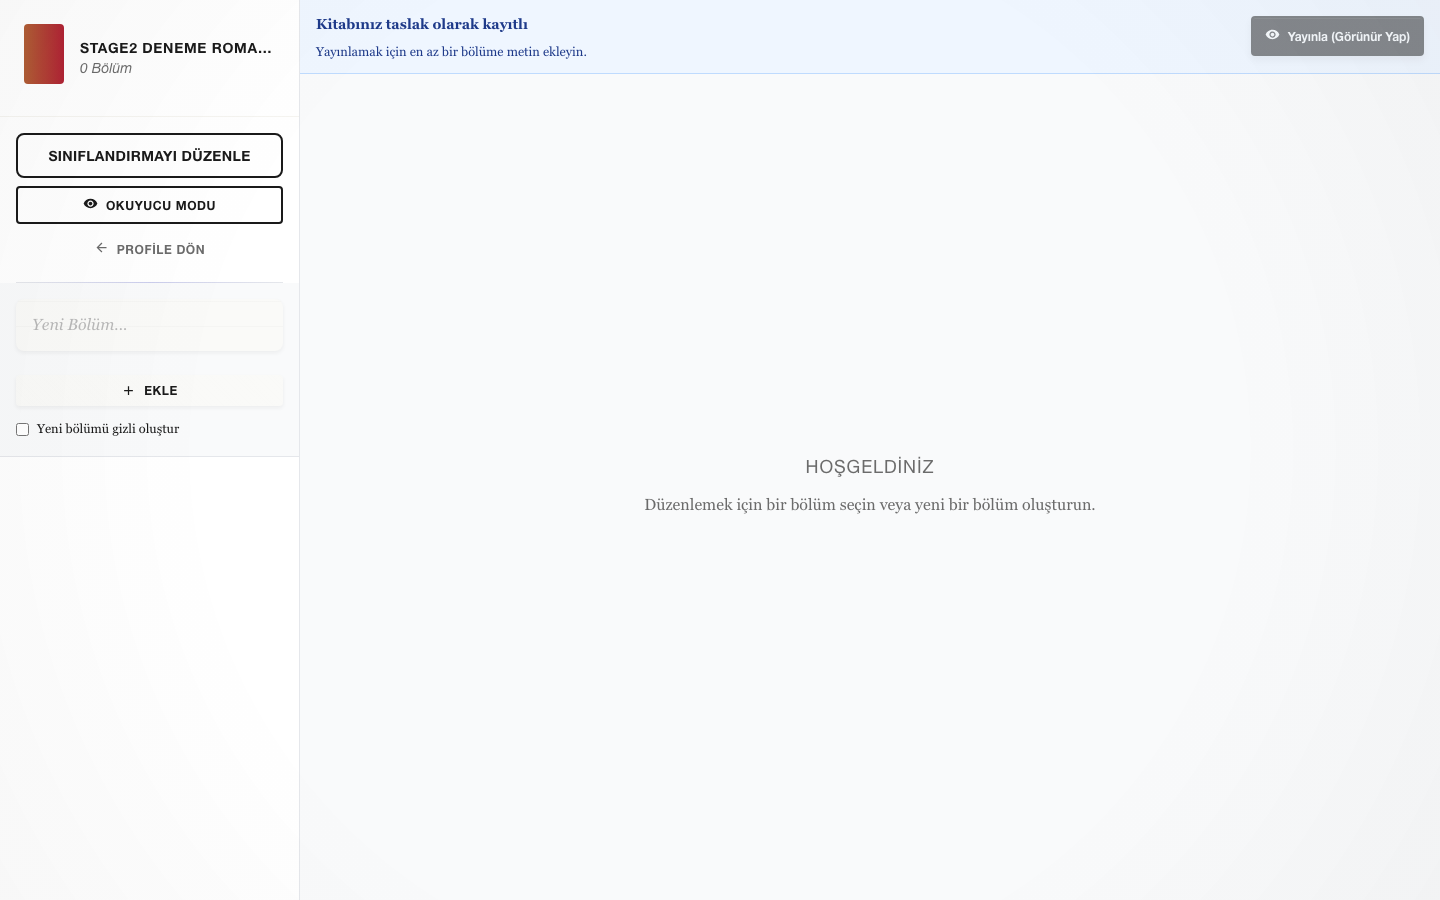 STAGE2 DENEME ROMA...
0 Bölüm
SINIFLANDIRMAYI DÜZENLE
OKUYUCU MODU
PROFİLE DÖN
Yeni Bölüm...
EKLE
Yeni bölümü gizli oluştur
Kitabınız taslak olarak kayıtlı
Yayınlamak için en az bir bölüme metin ekleyin.
Yayınla (Görünür Yap)
HOŞGELDİNİZ
Düzenlemek için bir bölüm seçin veya yeni bir bölüm oluşturun.